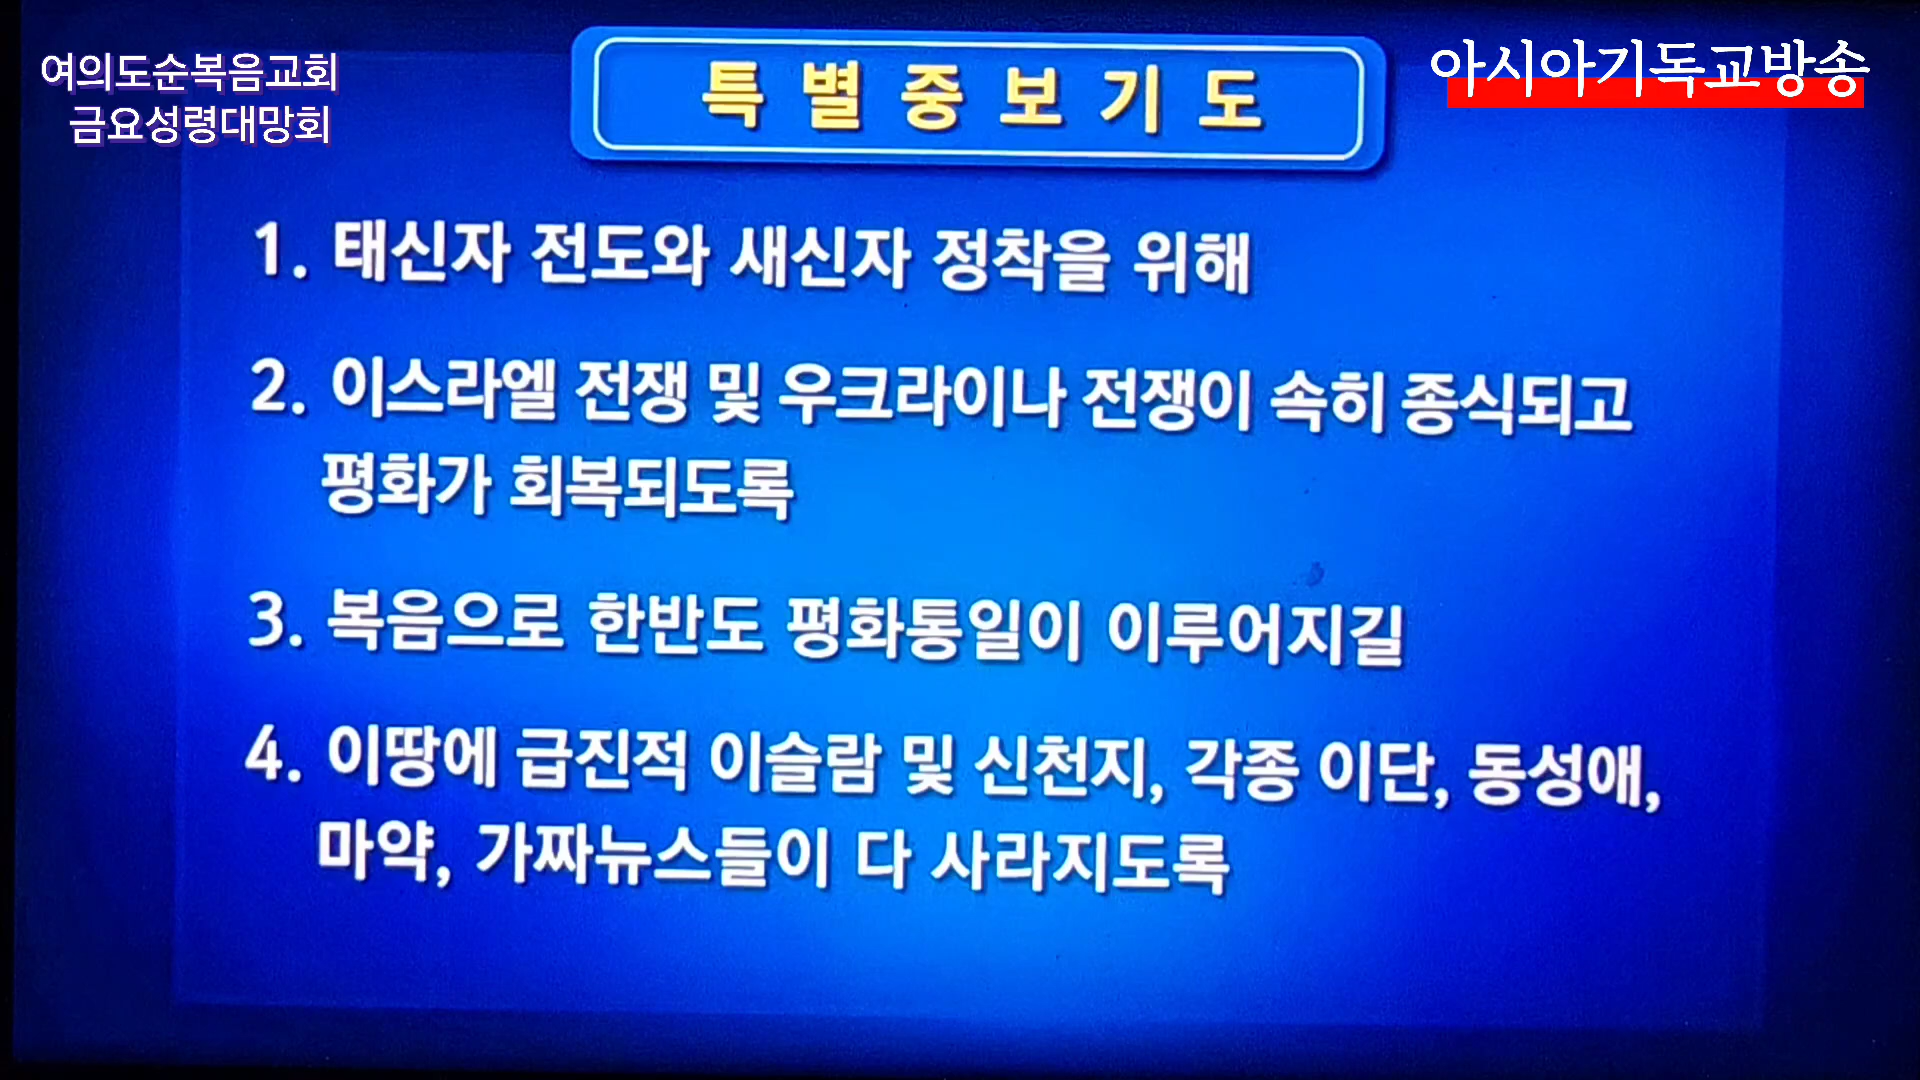 여의도순복음교회
금요성령대망회
아시아기독교방송
특별중보기도
1. 태신자 전도와 새신자 정착을 위해
2. 이스라엘 전쟁 및 우크라이나 전쟁이 속히 종식되고
평화가 회복되도록
3. 복음으로 한반도 평화통일이 이루어지길
4. 이땅에 급진적 이슬람 및 신천지, 각종 이단, 동성애,
마약, 가짜뉴스들이 다 사라지도록